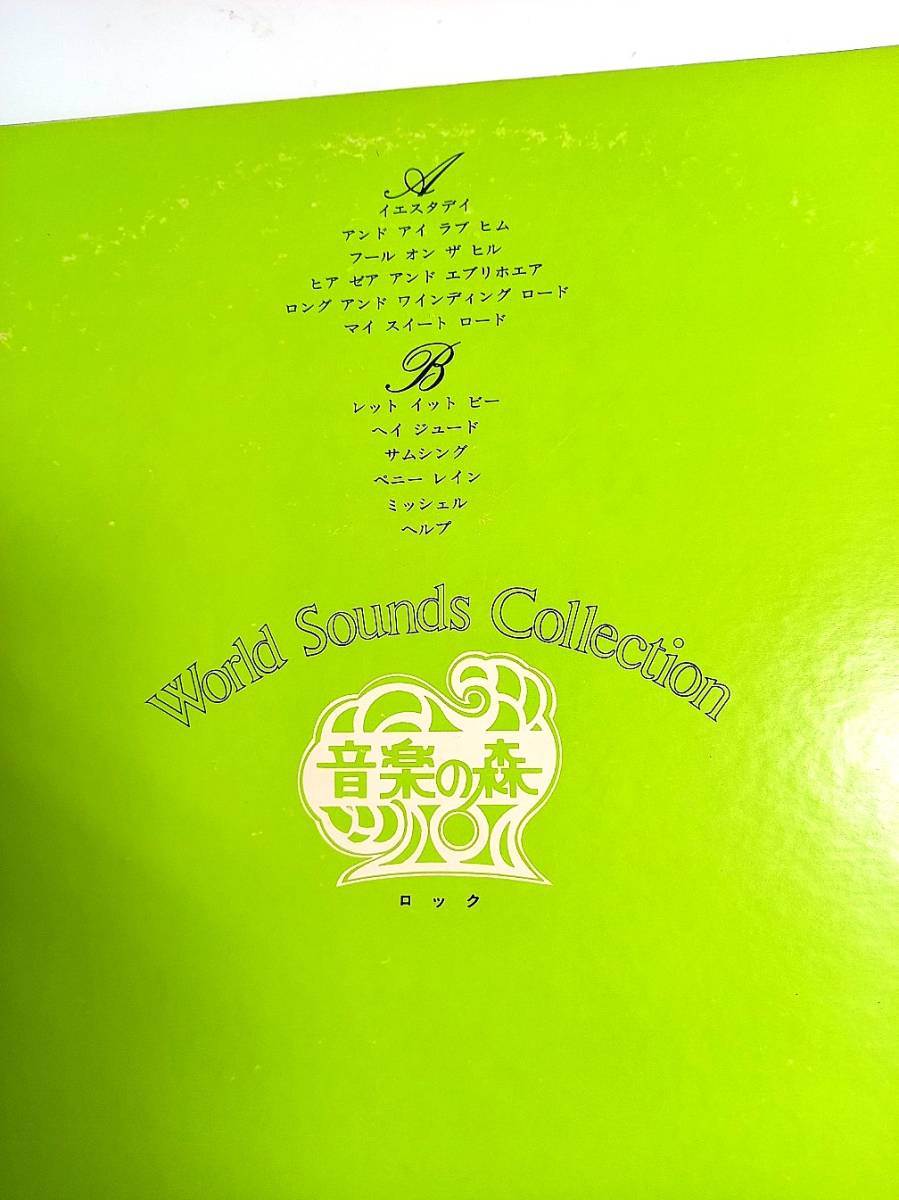 A
イエスタデイ
アンド アイ ラブ ヒム
フール オン ザ ヒル
ヒア ゼア アンド エブリホエア
ロング アンド ワインディング ロード
マイ スイート ロード
B
レット イット ビー
ヘイ ジュード
サムシング
ペニー レイン
ミッシェル
ヘルプ
World Sounds Collection
音楽の森
ロック